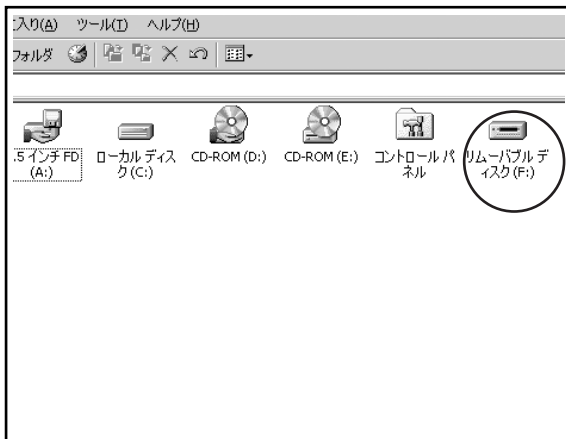 に入り(A) ツール(T) ヘルプ(H)
フォルダ
.5 インチ FD
(A:)
ローカル ディス
ク (C:)
CD-ROM (D:)
CD-ROM (E:)
コントロール パ
ネル
リムーバブル デ
ィスク (F:)